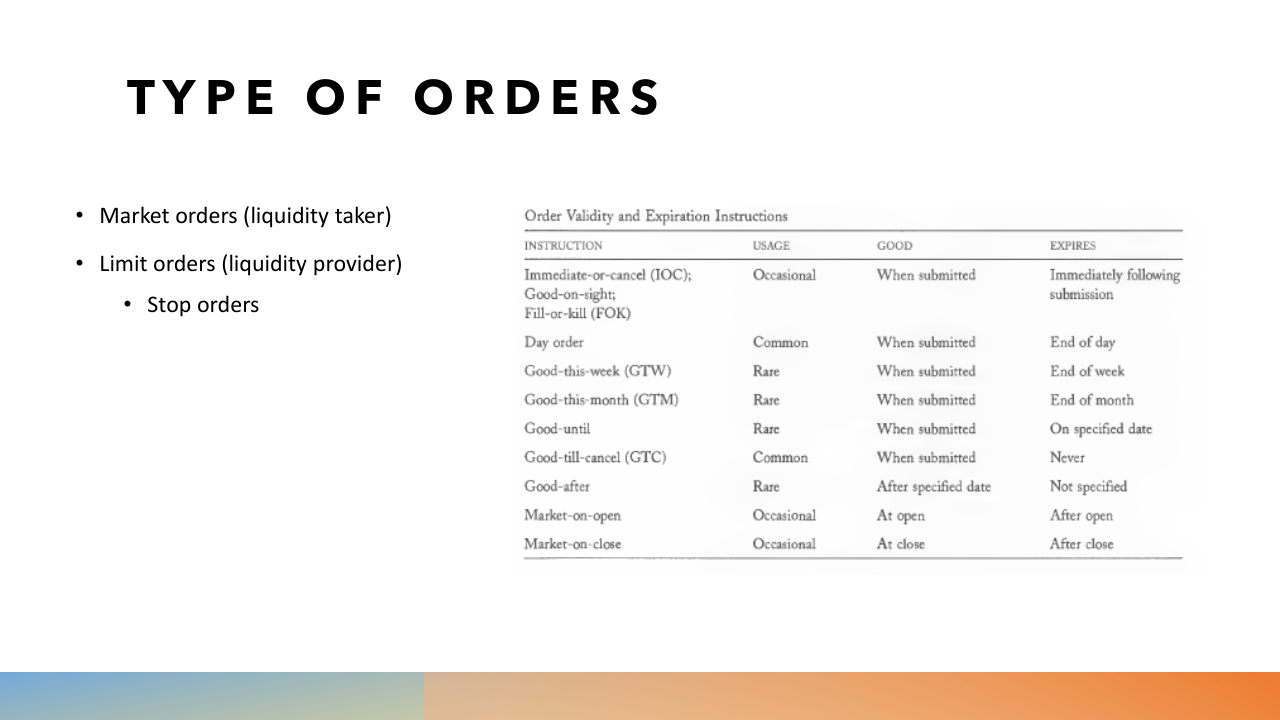 TYPE OF ORDERS
• Market orders (liquidity taker)
• Limit orders (liquidity provider)
• Stop orders
Order Validity and Expiration Instructions
INSTRUCTION USAGE GOOD EXPIRES
Immediate-or-cancel (IOC); Occasional When submitted Immediately following
Good-on-sight; submission
Fill-or-kill (FOK)
Day order Common When submitted End of day
Good-this-week (GTW) Rare When submitted End of week
Good-this-month (GTM) Rare When submitted End of month
Good-until Rare When submitted On specified date
Good-till-cancel (GTC) Common When submitted Never
Good-after Rare After specified date Not specified
Market-on-open Occasional At open After open
Market-on-close Occasional At close After close